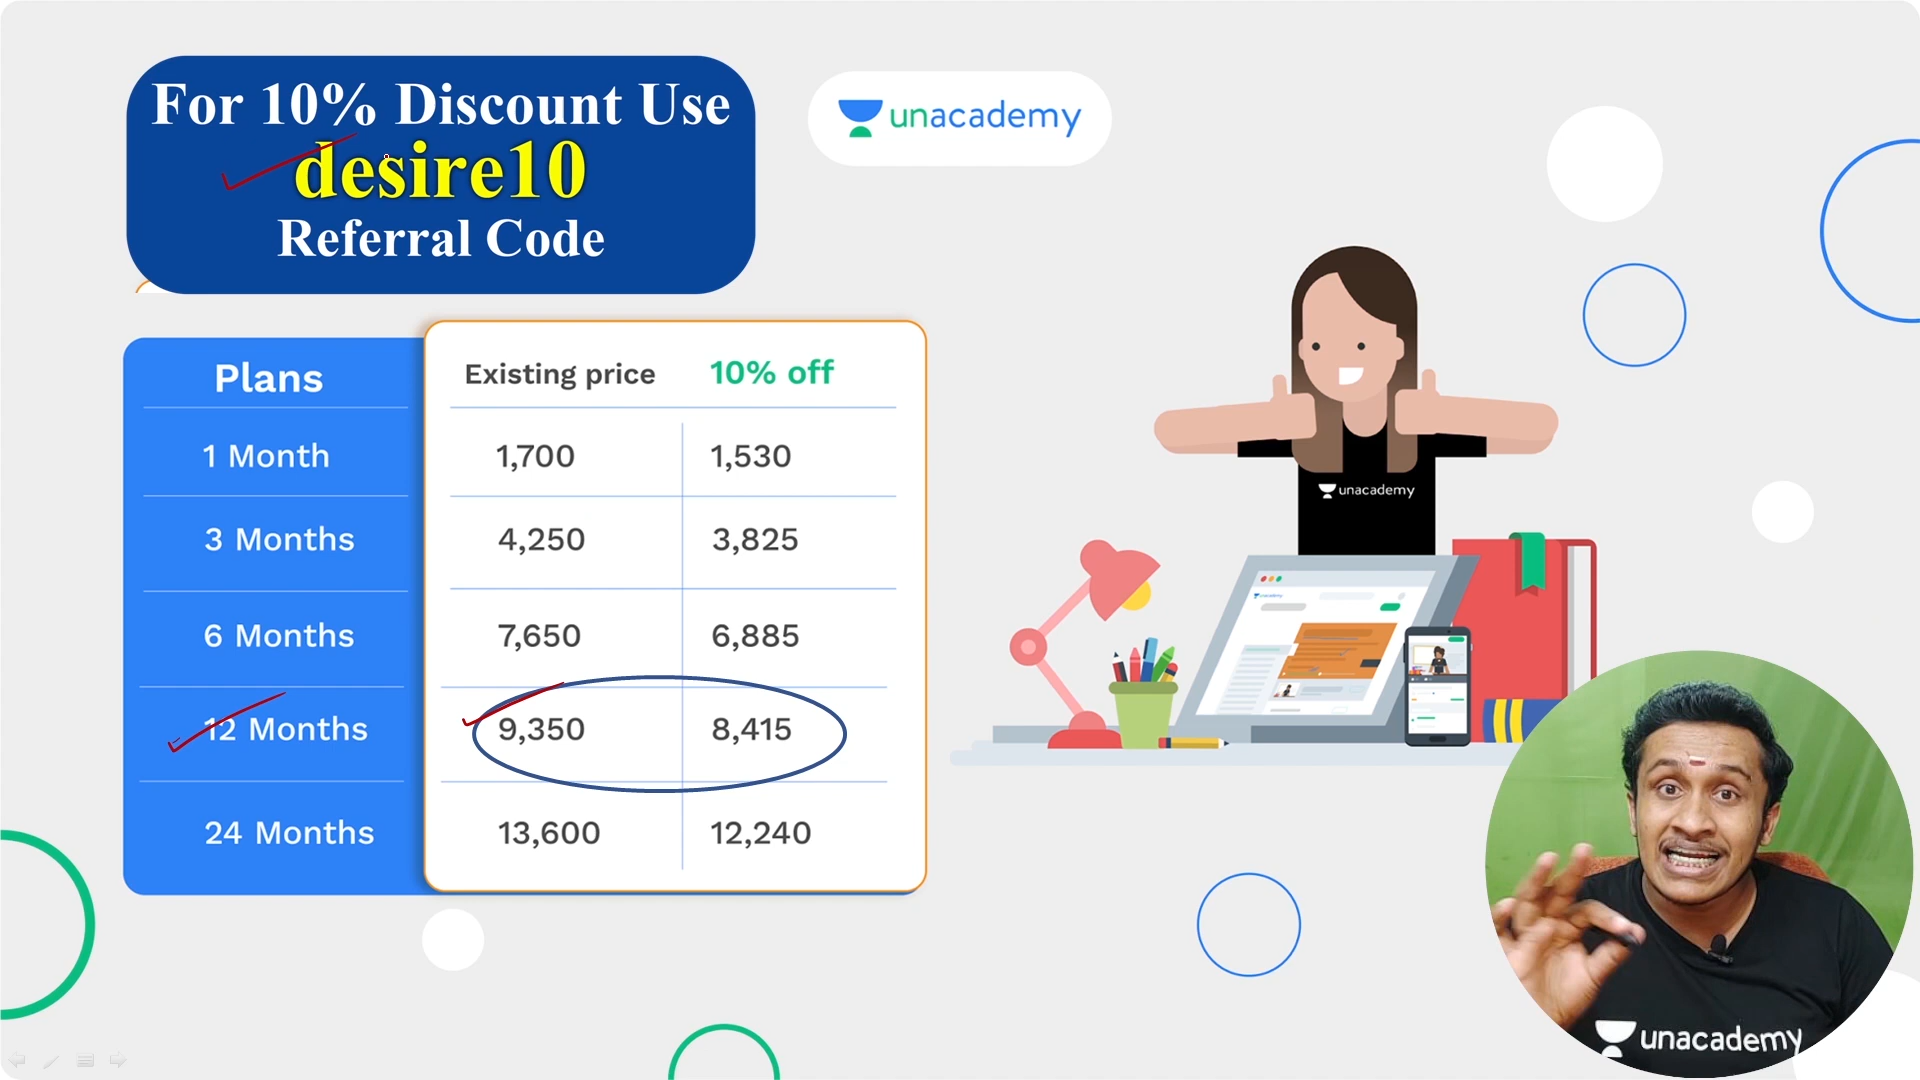 For 10% Discount Use
desire10
Referral Code
unacademy
Plans
Existing price
10% off
1 Month
1,700
1,530
3 Months
4,250
3,825
6 Months
7,650
6,885
12 Months
9,350
8,415
24 Months
13,600
12,240
unacademy
unacademy
unacademy